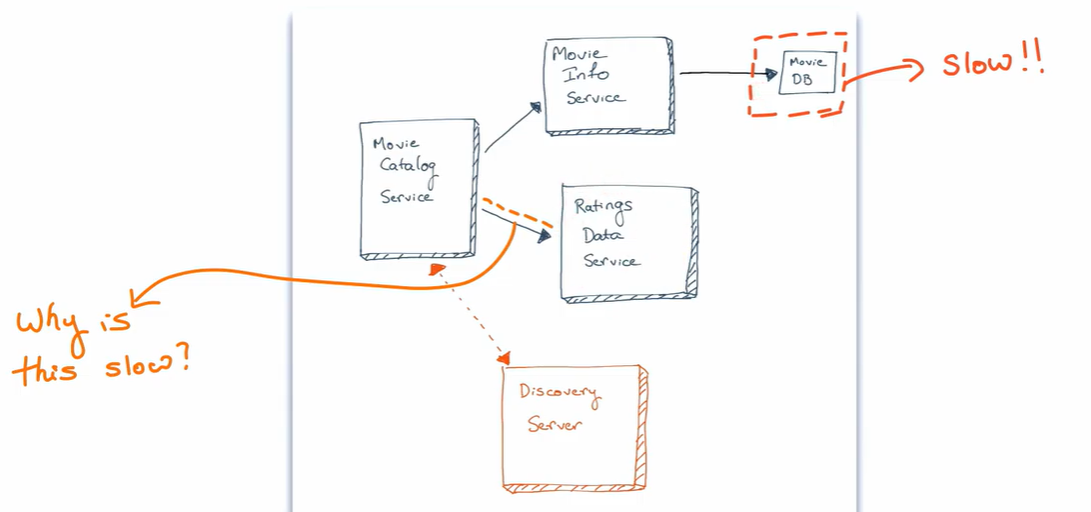 Movie
Info
Service
Movie
DB
Slow!!
Movie
Catalog
Service
Ratings
Data
Service
Why is
this slow?
Discovery
Server